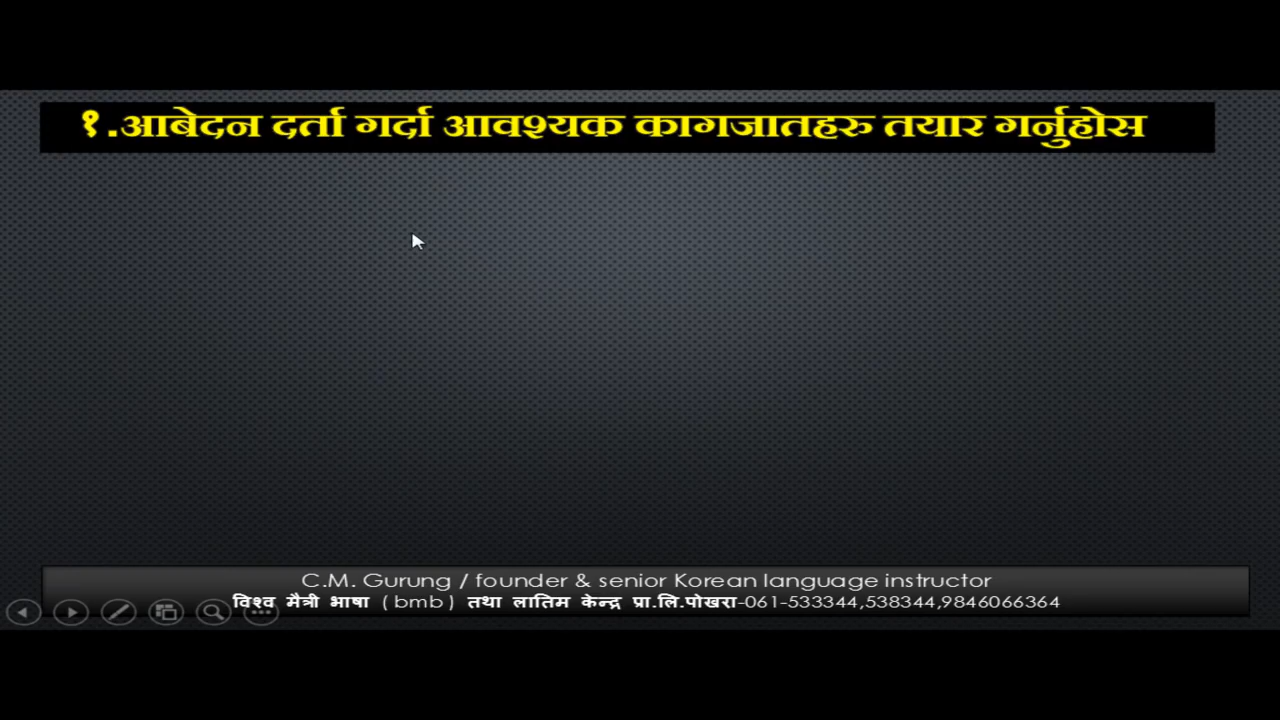 १.आबेदन दर्ता गर्दा आवश्यक कागजातहरु तयार गर्नुहोस
C.M. Gurung / founder & senior Korean language instructor
विश्व मैत्री भाषा ( bmb ) तथा लातिम केन्द्र प्रा.लि.पोखरा-061-533344,538344,9846066364